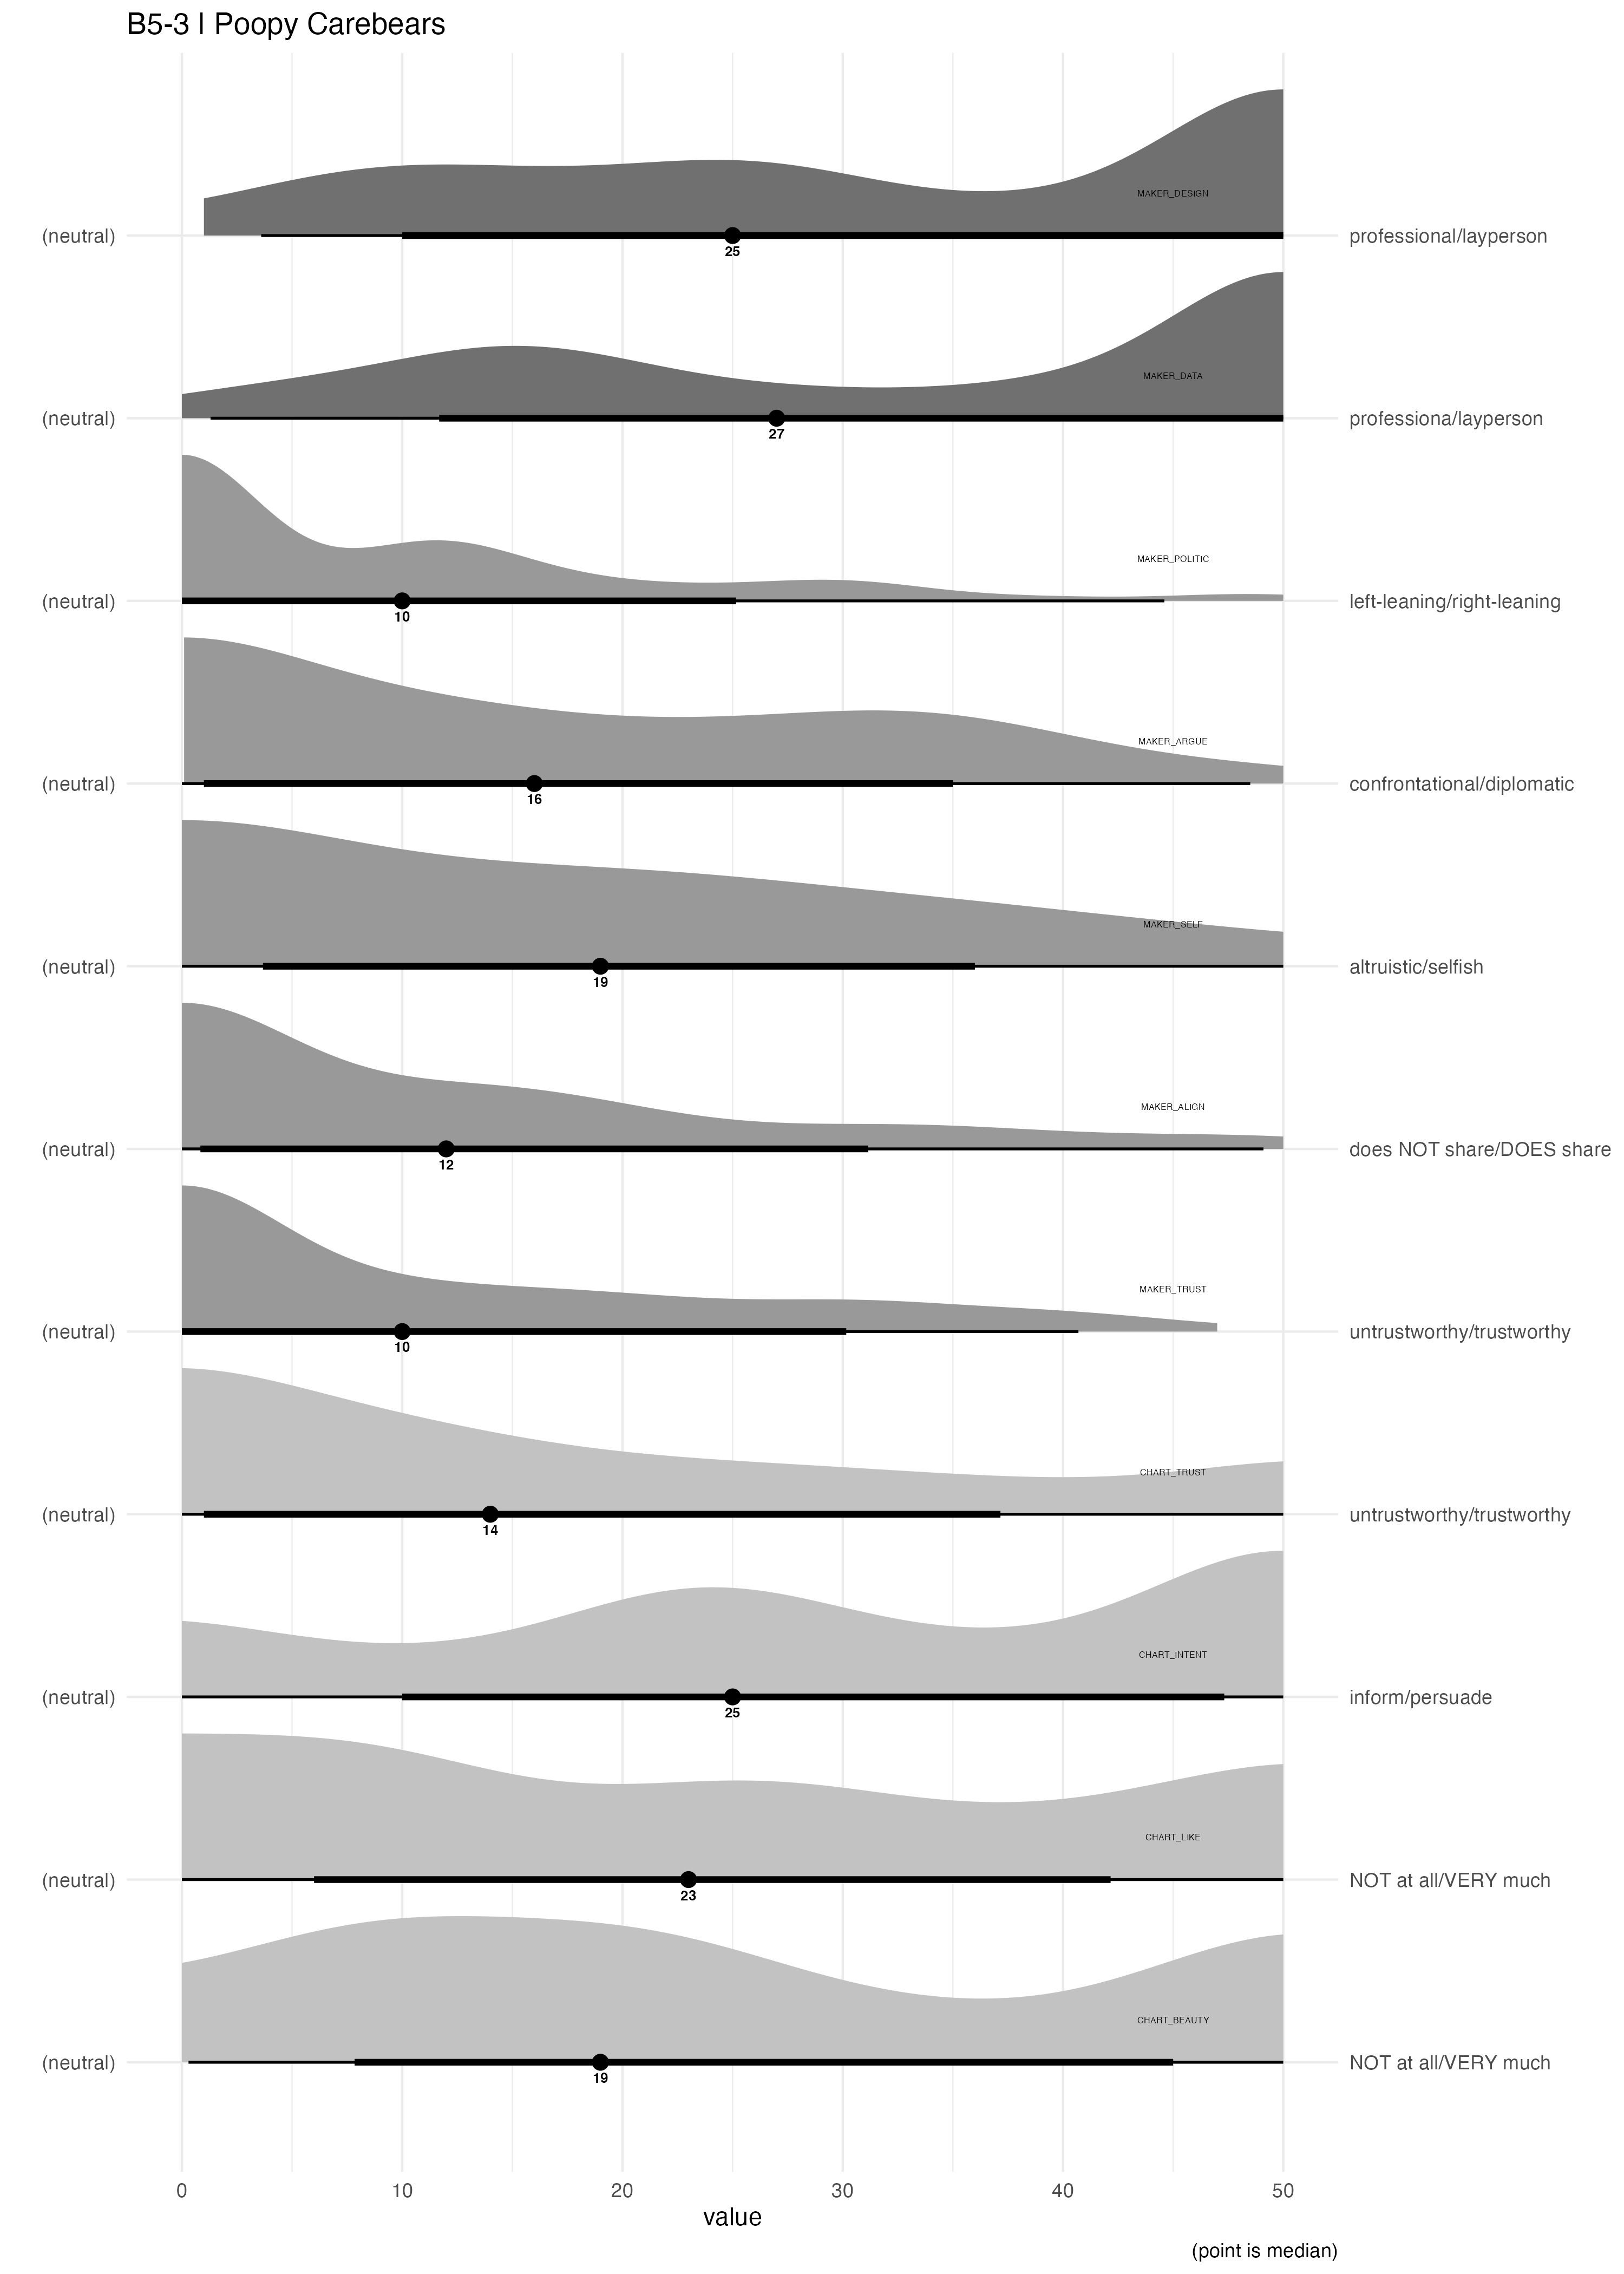 B5-3 | Poopy Carebears
MAKER_DESIGN
(neutral)
professional/layperson
25
MAKER_DATA
(neutral)
professiona/layperson
27
MAKER_POLITIC
(neutral)
left-leaning/right-leaning
10
MAKER_ARGUE
(neutral)
confrontational/diplomatic
16
MAKER_SELF
(neutral)
altruistic/selfish
19
MAKER_ALIGN
(neutral)
does NOT share/DOES share
12
MAKER_TRUST
(neutral)
untrustworthy/trustworthy
10
CHART_TRUST
(neutral)
untrustworthy/trustworthy
14
CHART_INTENT
(neutral)
inform/persuade
25
CHART_LIKE
(neutral)
NOT at all/VERY much
23
CHART_BEAUTY
(neutral)
NOT at all/VERY much
19
0 10 20 30 40 50
value
(point is median)